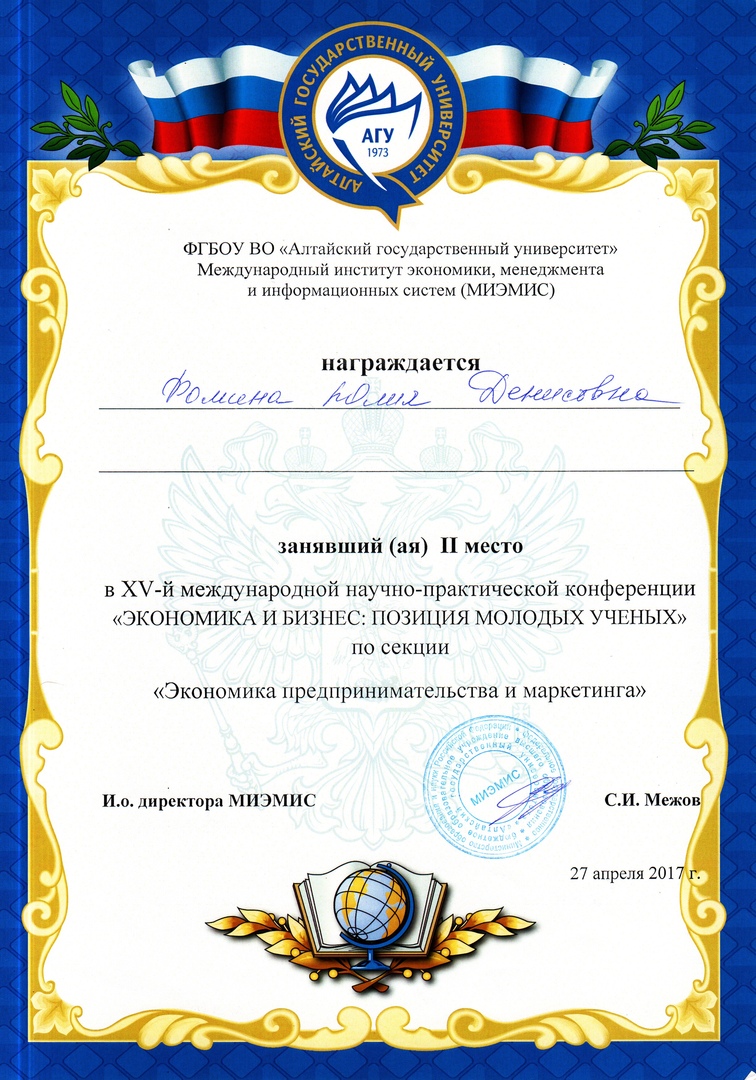 АЛТАЙСКИЙ ГОСУДАРСТВЕННЫЙ УНИВЕРСИТЕТ
АГУ
1973
ФГБОУ ВО «Алтайский государственный университет»
Международный институт экономики, менеджмента
и информационных систем (МИЭМИС)
награждается
Фомина Юлия Денисовна
занявший (ая) II место
в XV-й международной научно-практической конференции
«ЭКОНОМИКА И БИЗНЕС: ПОЗИЦИЯ МОЛОДЫХ УЧЕНЫХ»
по секции
«Экономика предпринимательства и маркетинга»
МИЭМИС
И.о. директора МИЭМИС С.И. Межов
27 апреля 2017 г.